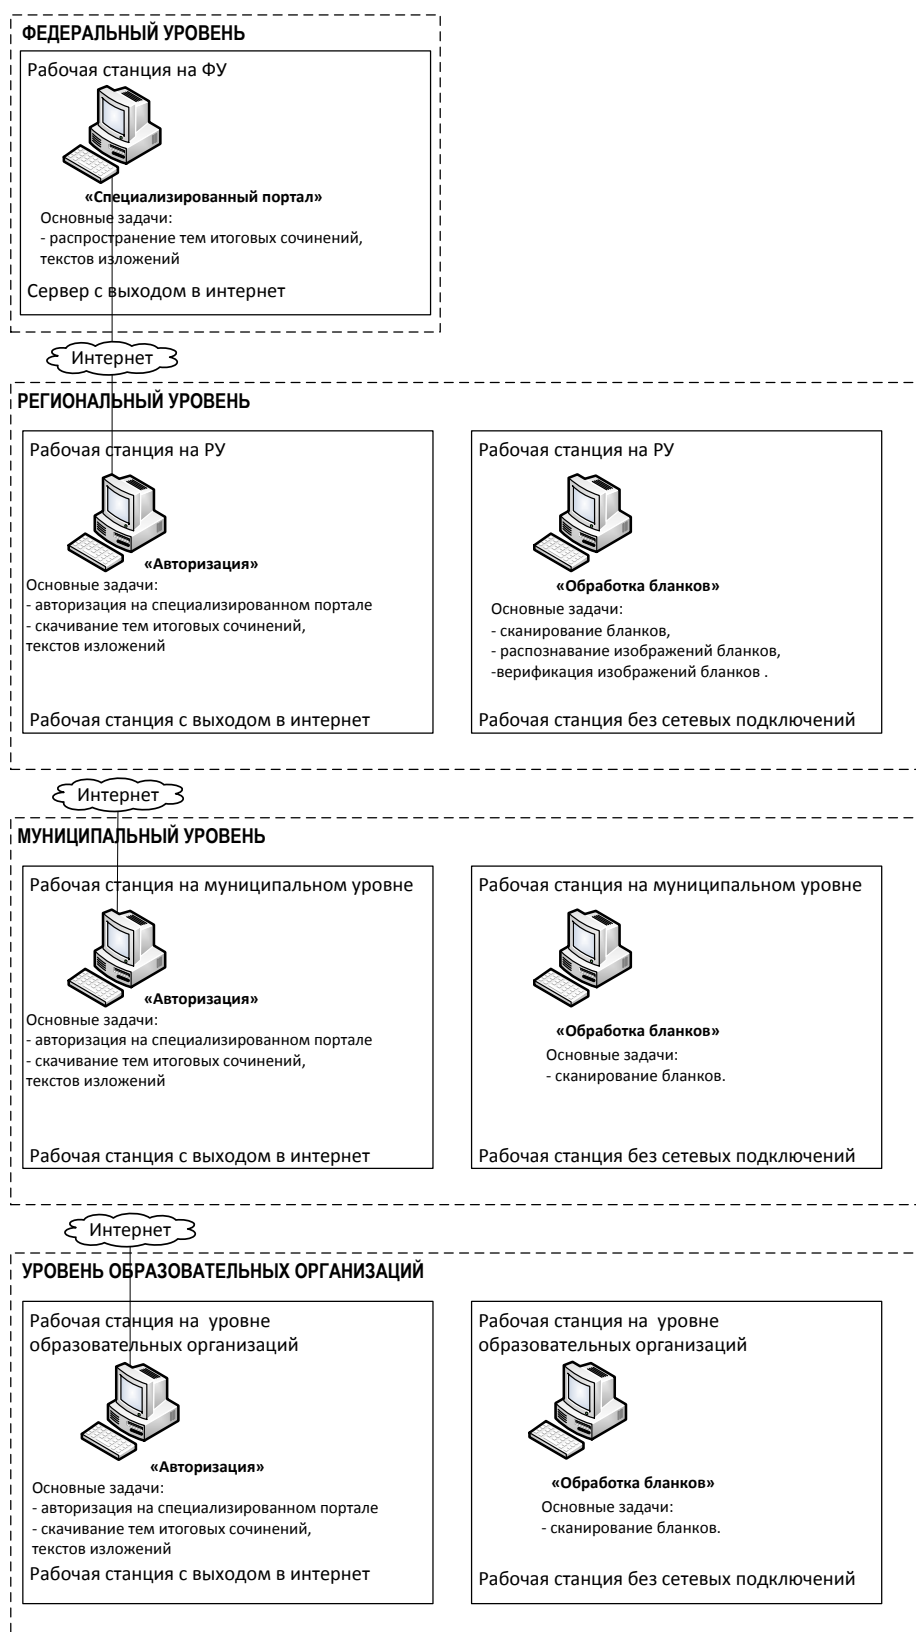 ФЕДЕРАЛЬНЫЙ УРОВЕНЬ
Рабочая станция на ФУ
«Специализированный портал»
Основные задачи:
- распространение тем итоговых сочинений,
текстов изложений
Сервер с выходом в интернет
Интернет
РЕГИОНАЛЬНЫЙ УРОВЕНЬ
Рабочая станция на РУ
«Авторизация»
Основные задачи:
- авторизация на специализированном портале
- скачивание тем итоговых сочинений,
текстов изложений
Рабочая станция с выходом в интернет
Рабочая станция на РУ
«Обработка бланков»
Основные задачи:
- сканирование бланков,
- распознавание изображений бланков,
-верификация изображений бланков .
Рабочая станция без сетевых подключений
Интернет
МУНИЦИПАЛЬНЫЙ УРОВЕНЬ
Рабочая станция на муниципальном уровне
«Авторизация»
Основные задачи:
- авторизация на специализированном портале
- скачивание тем итоговых сочинений,
текстов изложений
Рабочая станция с выходом в интернет
Рабочая станция на муниципальном уровне
«Обработка бланков»
Основные задачи:
- сканирование бланков.
Рабочая станция без сетевых подключений
Интернет
УРОВЕНЬ ОБРАЗОВАТЕЛЬНЫХ ОРГАНИЗАЦИЙ
Рабочая станция на уровне
образовательных организаций
«Авторизация»
Основные задачи:
- авторизация на специализированном портале
- скачивание тем итоговых сочинений,
текстов изложений
Рабочая станция с выходом в интернет
Рабочая станция на уровне
образовательных организаций
«Обработка бланков»
Основные задачи:
- сканирование бланков.
Рабочая станция без сетевых подключений